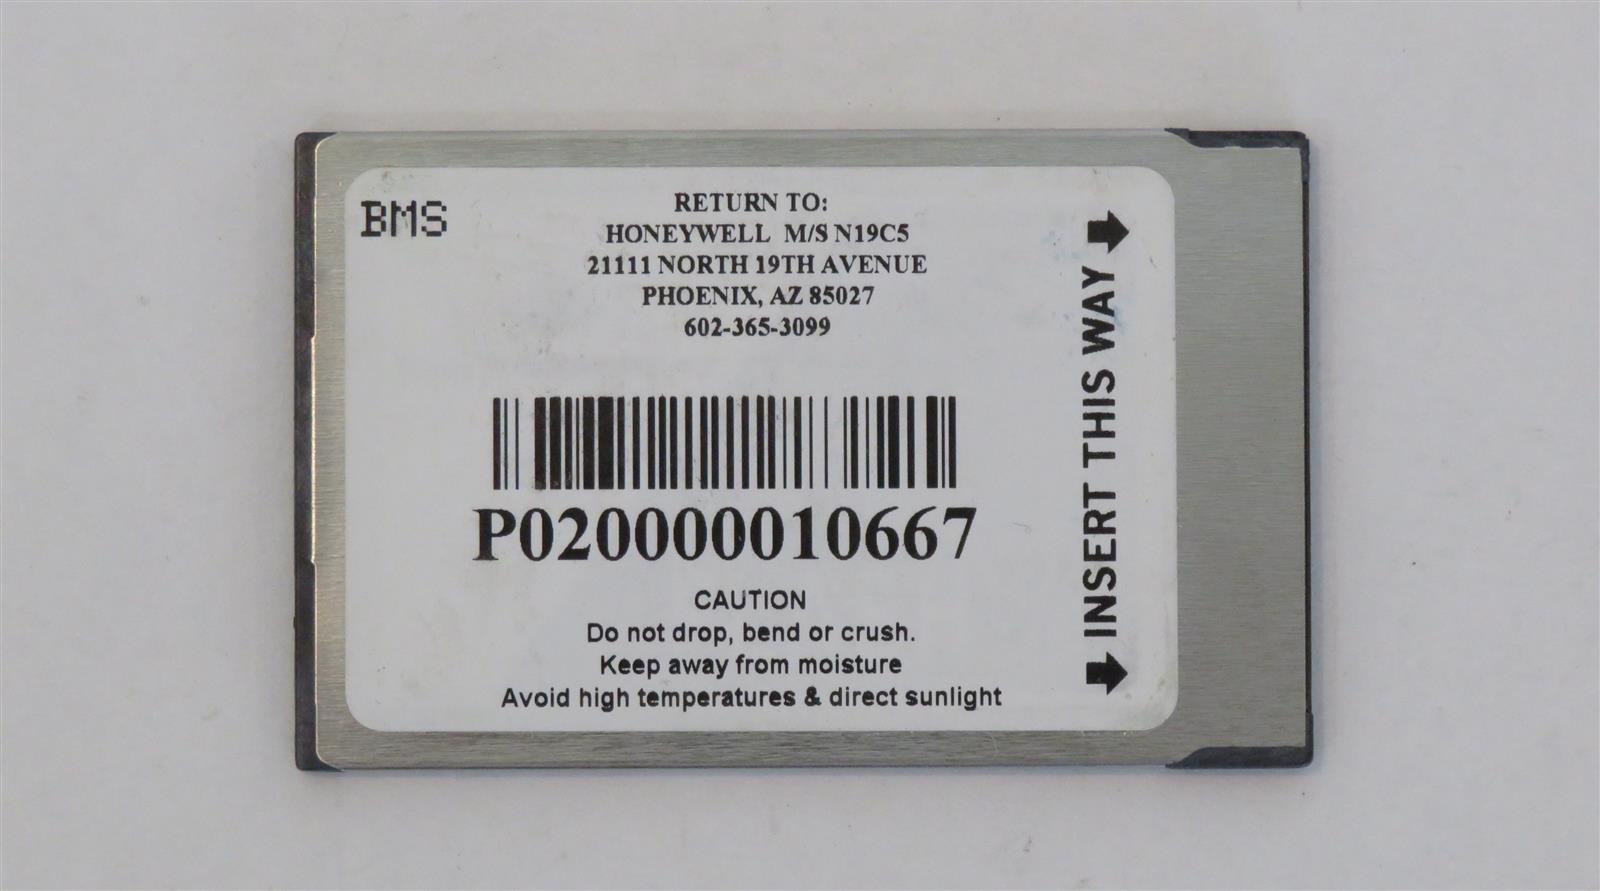 BMS
RETURN TO:
HONEYWELL M/S N19C5
21111 NORTH 19TH AVENUE
PHOENIX, AZ 85027
602-365-3099
P020000010667
CAUTION
Do not drop, bend or crush.
Keep away from moisture
Avoid high temperatures & direct sunlight
INSERT THIS WAY